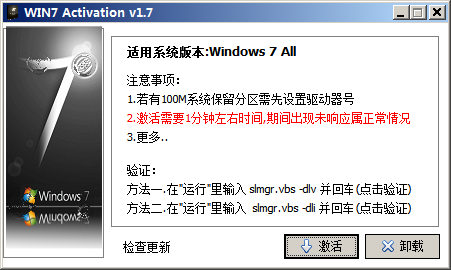 WIN7 Activation v1.7
适用系统版本:Windows 7 All
注意事项:
1.若有100M系统保留分区需先设置驱动器号
2.激活需要1分钟左右时间,期间出现未响应属正常情况
3.更多..
验证:
方法一.在"运行"里输入 slmgr.vbs -dlv 并回车(点击验证)
方法二.在"运行"里输入 slmgr.vbs -dli 并回车(点击验证)
7
Windows 7
Windows 7
检查更新
激活
卸载